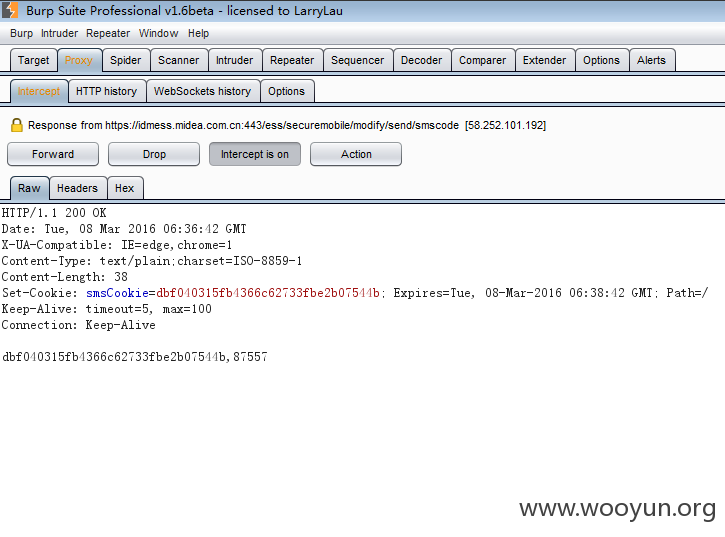 Burp Suite Professional v1.6beta - licensed to LarryLau
Burp Intruder Repeater Window Help
Target Proxy Spider Scanner Intruder Repeater Sequencer Decoder Comparer Extender Options Alerts
Intercept HTTP history WebSockets history Options
Response from https://idmess.midea.com.cn:443/ess/securemobile/modify/send/smscode [58.252.101.192]
Forward Drop Intercept is on Action
Raw Headers Hex
HTTP/1.1 200 OK
Date: Tue, 08 Mar 2016 06:36:42 GMT
X-UA-Compatible: IE=edge,chrome=1
Content-Type: text/plain;charset=ISO-8859-1
Content-Length: 38
Set-Cookie: smsCookie=dbf040315fb4366c62733fbe2b07544b; Expires=Tue, 08-Mar-2016 06:38:42 GMT; Path=/
Keep-Alive: timeout=5, max=100
Connection: Keep-Alive
dbf040315fb4366c62733fbe2b07544b,87557
www.wooyun.org